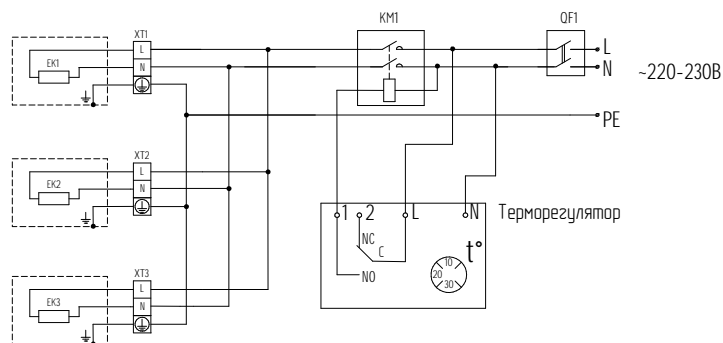 KM1 QF1
XT1
L
N
EK1
L
N
~220-230В
PE
XT2
L
N
EK2
1 2 L N Терморегулятор
NC
C
NO
t°
10
20
30
XT3
L
N
EK3